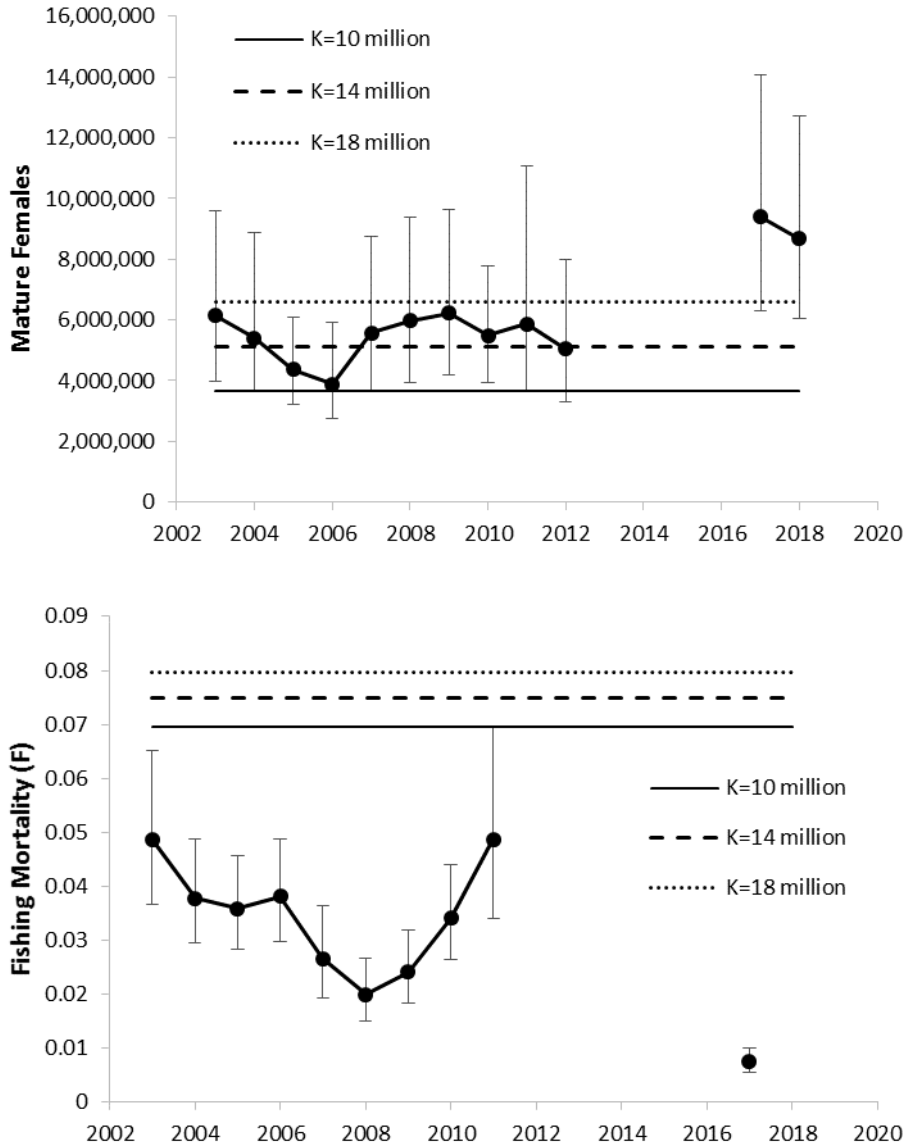 16,000,000
14,000,000
12,000,000
10,000,000
8,000,000
6,000,000
4,000,000
2,000,000
0
Mature Females
K=10 million
K=14 million
K=18 million
2002 2004 2006 2008 2010 2012 2014 2016 2018 2020
0.09
0.08
0.07
0.06
0.05
0.04
0.03
0.02
0.01
0
Fishing Mortality (F)
K=10 million
K=14 million
K=18 million
2002 2004 2006 2008 2010 2012 2014 2016 2018 2020